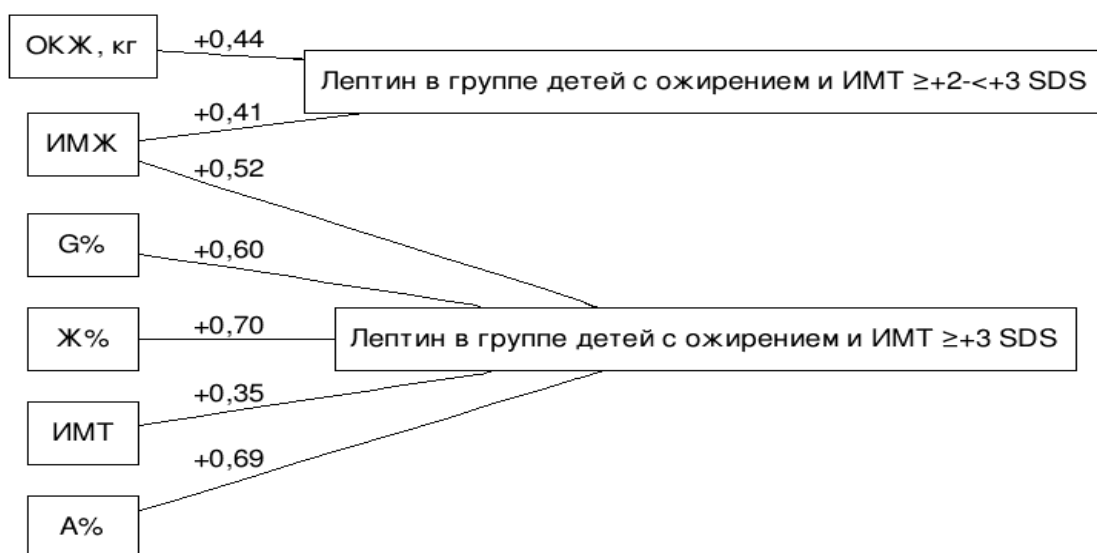 ОКЖ, кг
+0,44
Лептин в группе детей с ожирением и ИМТ ≥+2-<+3 SDS
+0,41
ИМЖ
+0,52
G%
+0,60
Ж%
+0,70
Лептин в группе детей с ожирением и ИМТ ≥+3 SDS
+0,35
ИМТ
+0,69
A%